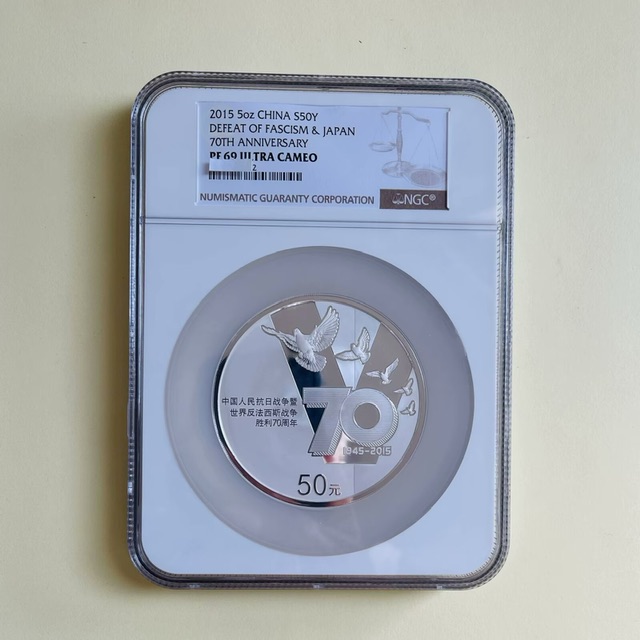 2015 5oz CHINA S50Y
DEFEAT OF FASCISM & JAPAN
70TH ANNIVERSARY
PF 69 ULTRA CAMEO
2
NUMISMATIC GUARANTY CORPORATION
NGC®
中国人民抗日战争暨
世界反法西斯战争
胜利70周年
70
1945-2015
50元